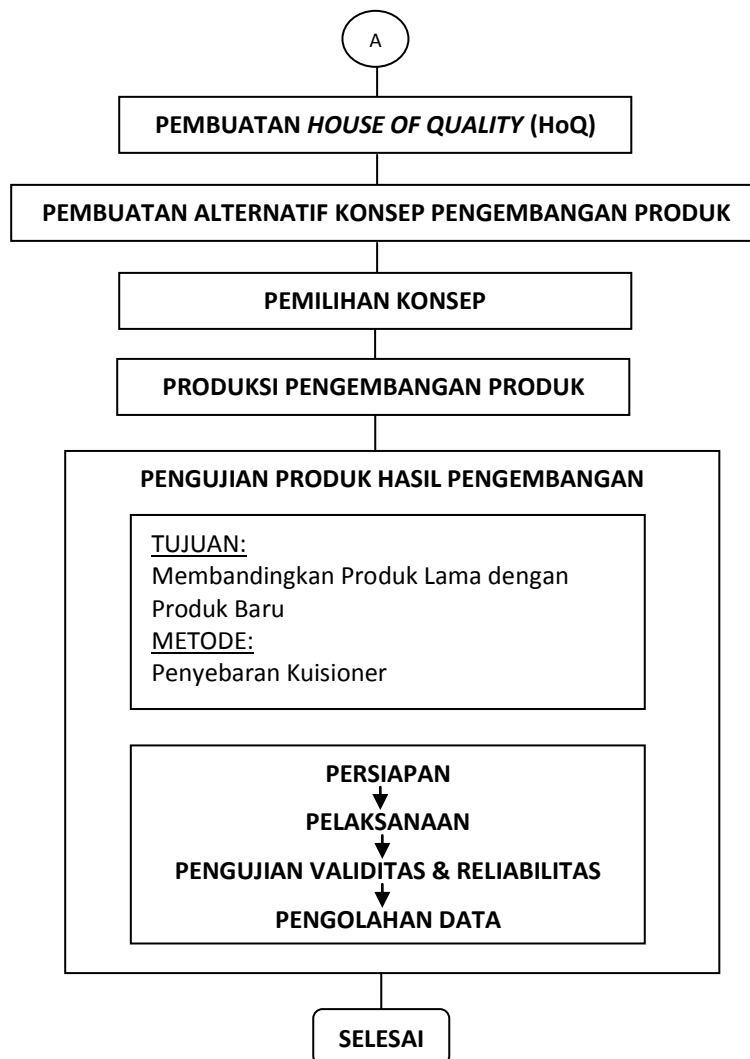 A
PEMBUATAN HOUSE OF QUALITY (HoQ)
PEMBUATAN ALTERNATIF KONSEP PENGEMBANGAN PRODUK
PEMILIHAN KONSEP
PRODUKSI PENGEMBANGAN PRODUK
PENGUJIAN PRODUK HASIL PENGEMBANGAN
TUJUAN:
Membandingkan Produk Lama dengan
Produk Baru
METODE:
Penyebaran Kuisioner
PERSIAPAN
PELAKSANAAN
PENGUJIAN VALIDITAS & RELIABILITAS
PENGOLAHAN DATA
SELESAI